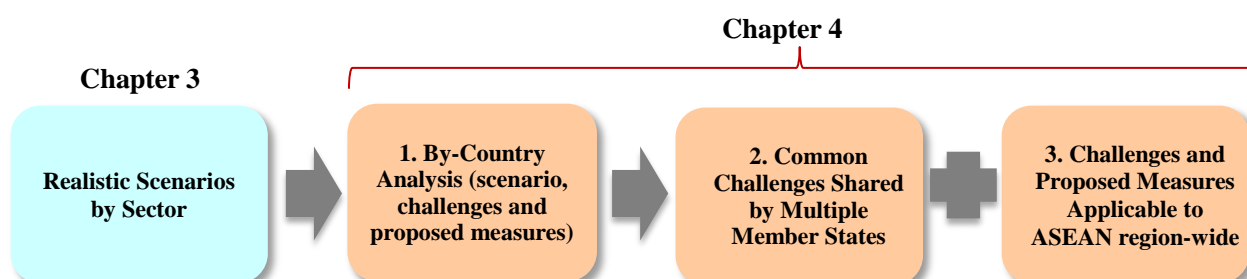 Chapter 4
Chapter 3
Realistic Scenarios
by Sector
1. By-Country
Analysis (scenario,
challenges and
proposed measures)
2. Common
Challenges Shared
by Multiple
Member States
3. Challenges and
Proposed Measures
Applicable to
ASEAN region-wide